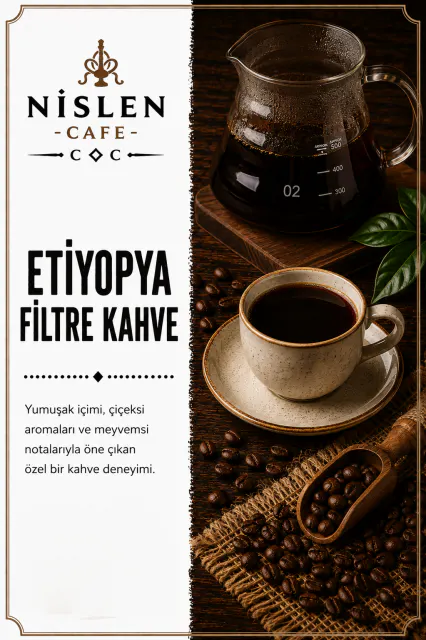 NİSLEN
-CAFE-
C C
ETİYOPYA
FİLTRE KAHVE
Yumuşak içimi, çiçeksi
aromaları ve meyvemsi
notalarıyla öne çıkan
özel bir kahve deneyimi.
500
400
02
300